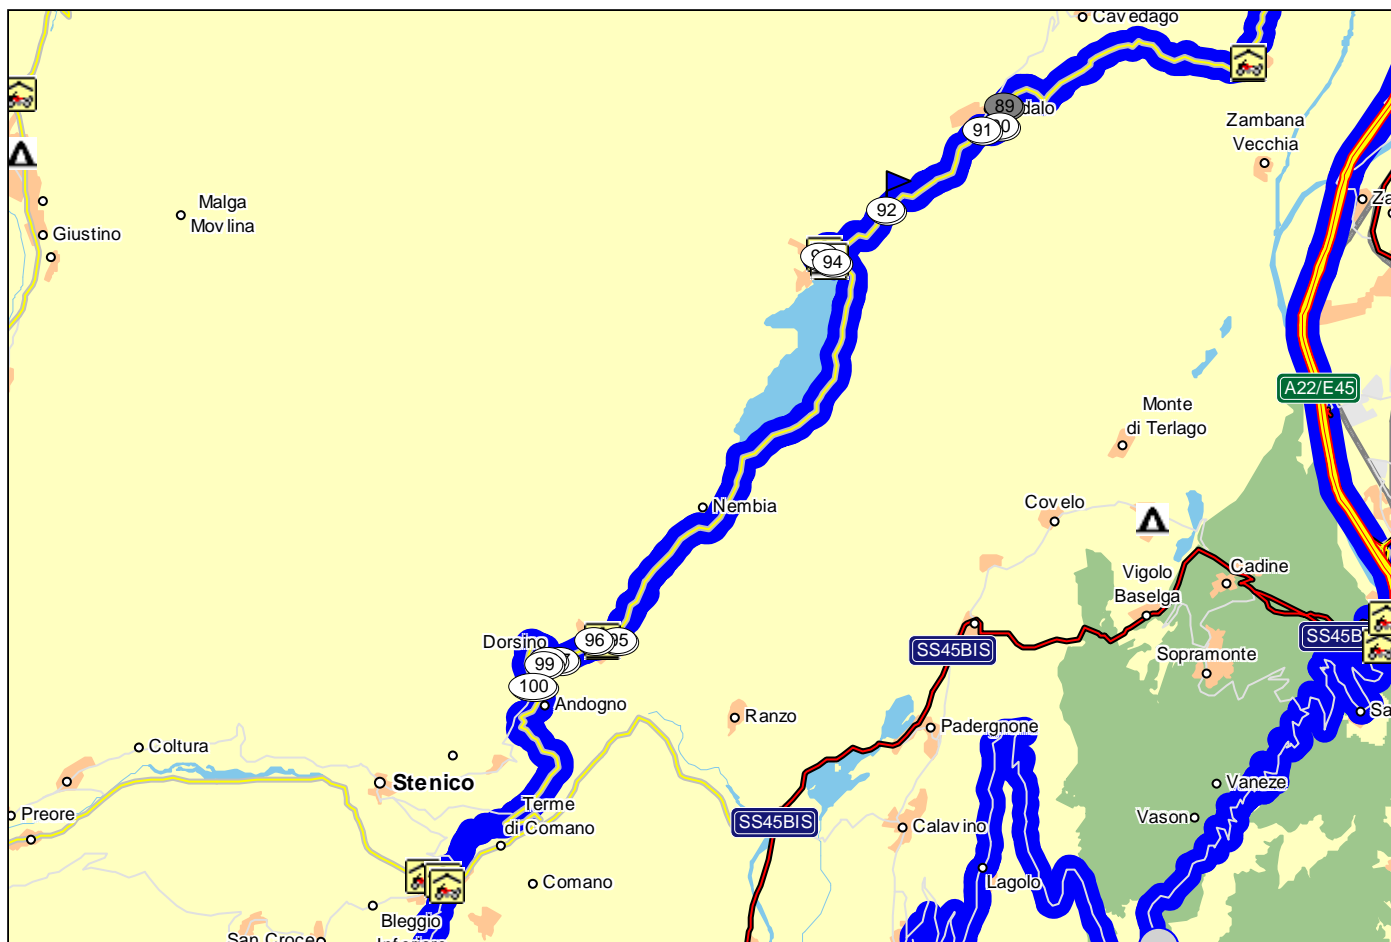 Cavedago
89
dalo
91
Zambana
Vecchia
Malga
Movlina
Giustino
92
94
A22/E45
Monte
di Terlago
Nembia
Covelo
Cadine
Vigolo
Baselga
Dorsino
96
95
99
SS45BIS
Sopramonte
100
Andogno
Ranzo
Padergnone
Coltura
Stenico
Vaneze
Preore
Terme
di Comano
SS45BIS
Calavino
Vason
Lagolo
Comano
Bleggio
San Croce